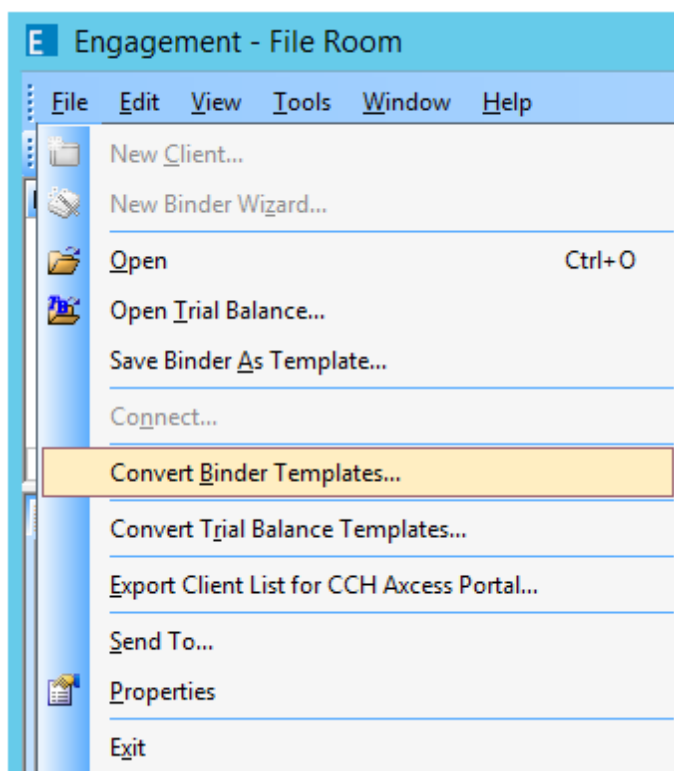 E Engagement - File Room
File Edit View Tools Window Help
New Client...
New Binder Wizard...
Open Ctrl+O
Open Trial Balance...
Save Binder As Template...
Connect...
Convert Binder Templates...
Convert Trial Balance Templates...
Export Client List for CCH Axcess Portal...
Send To...
Properties
Exit